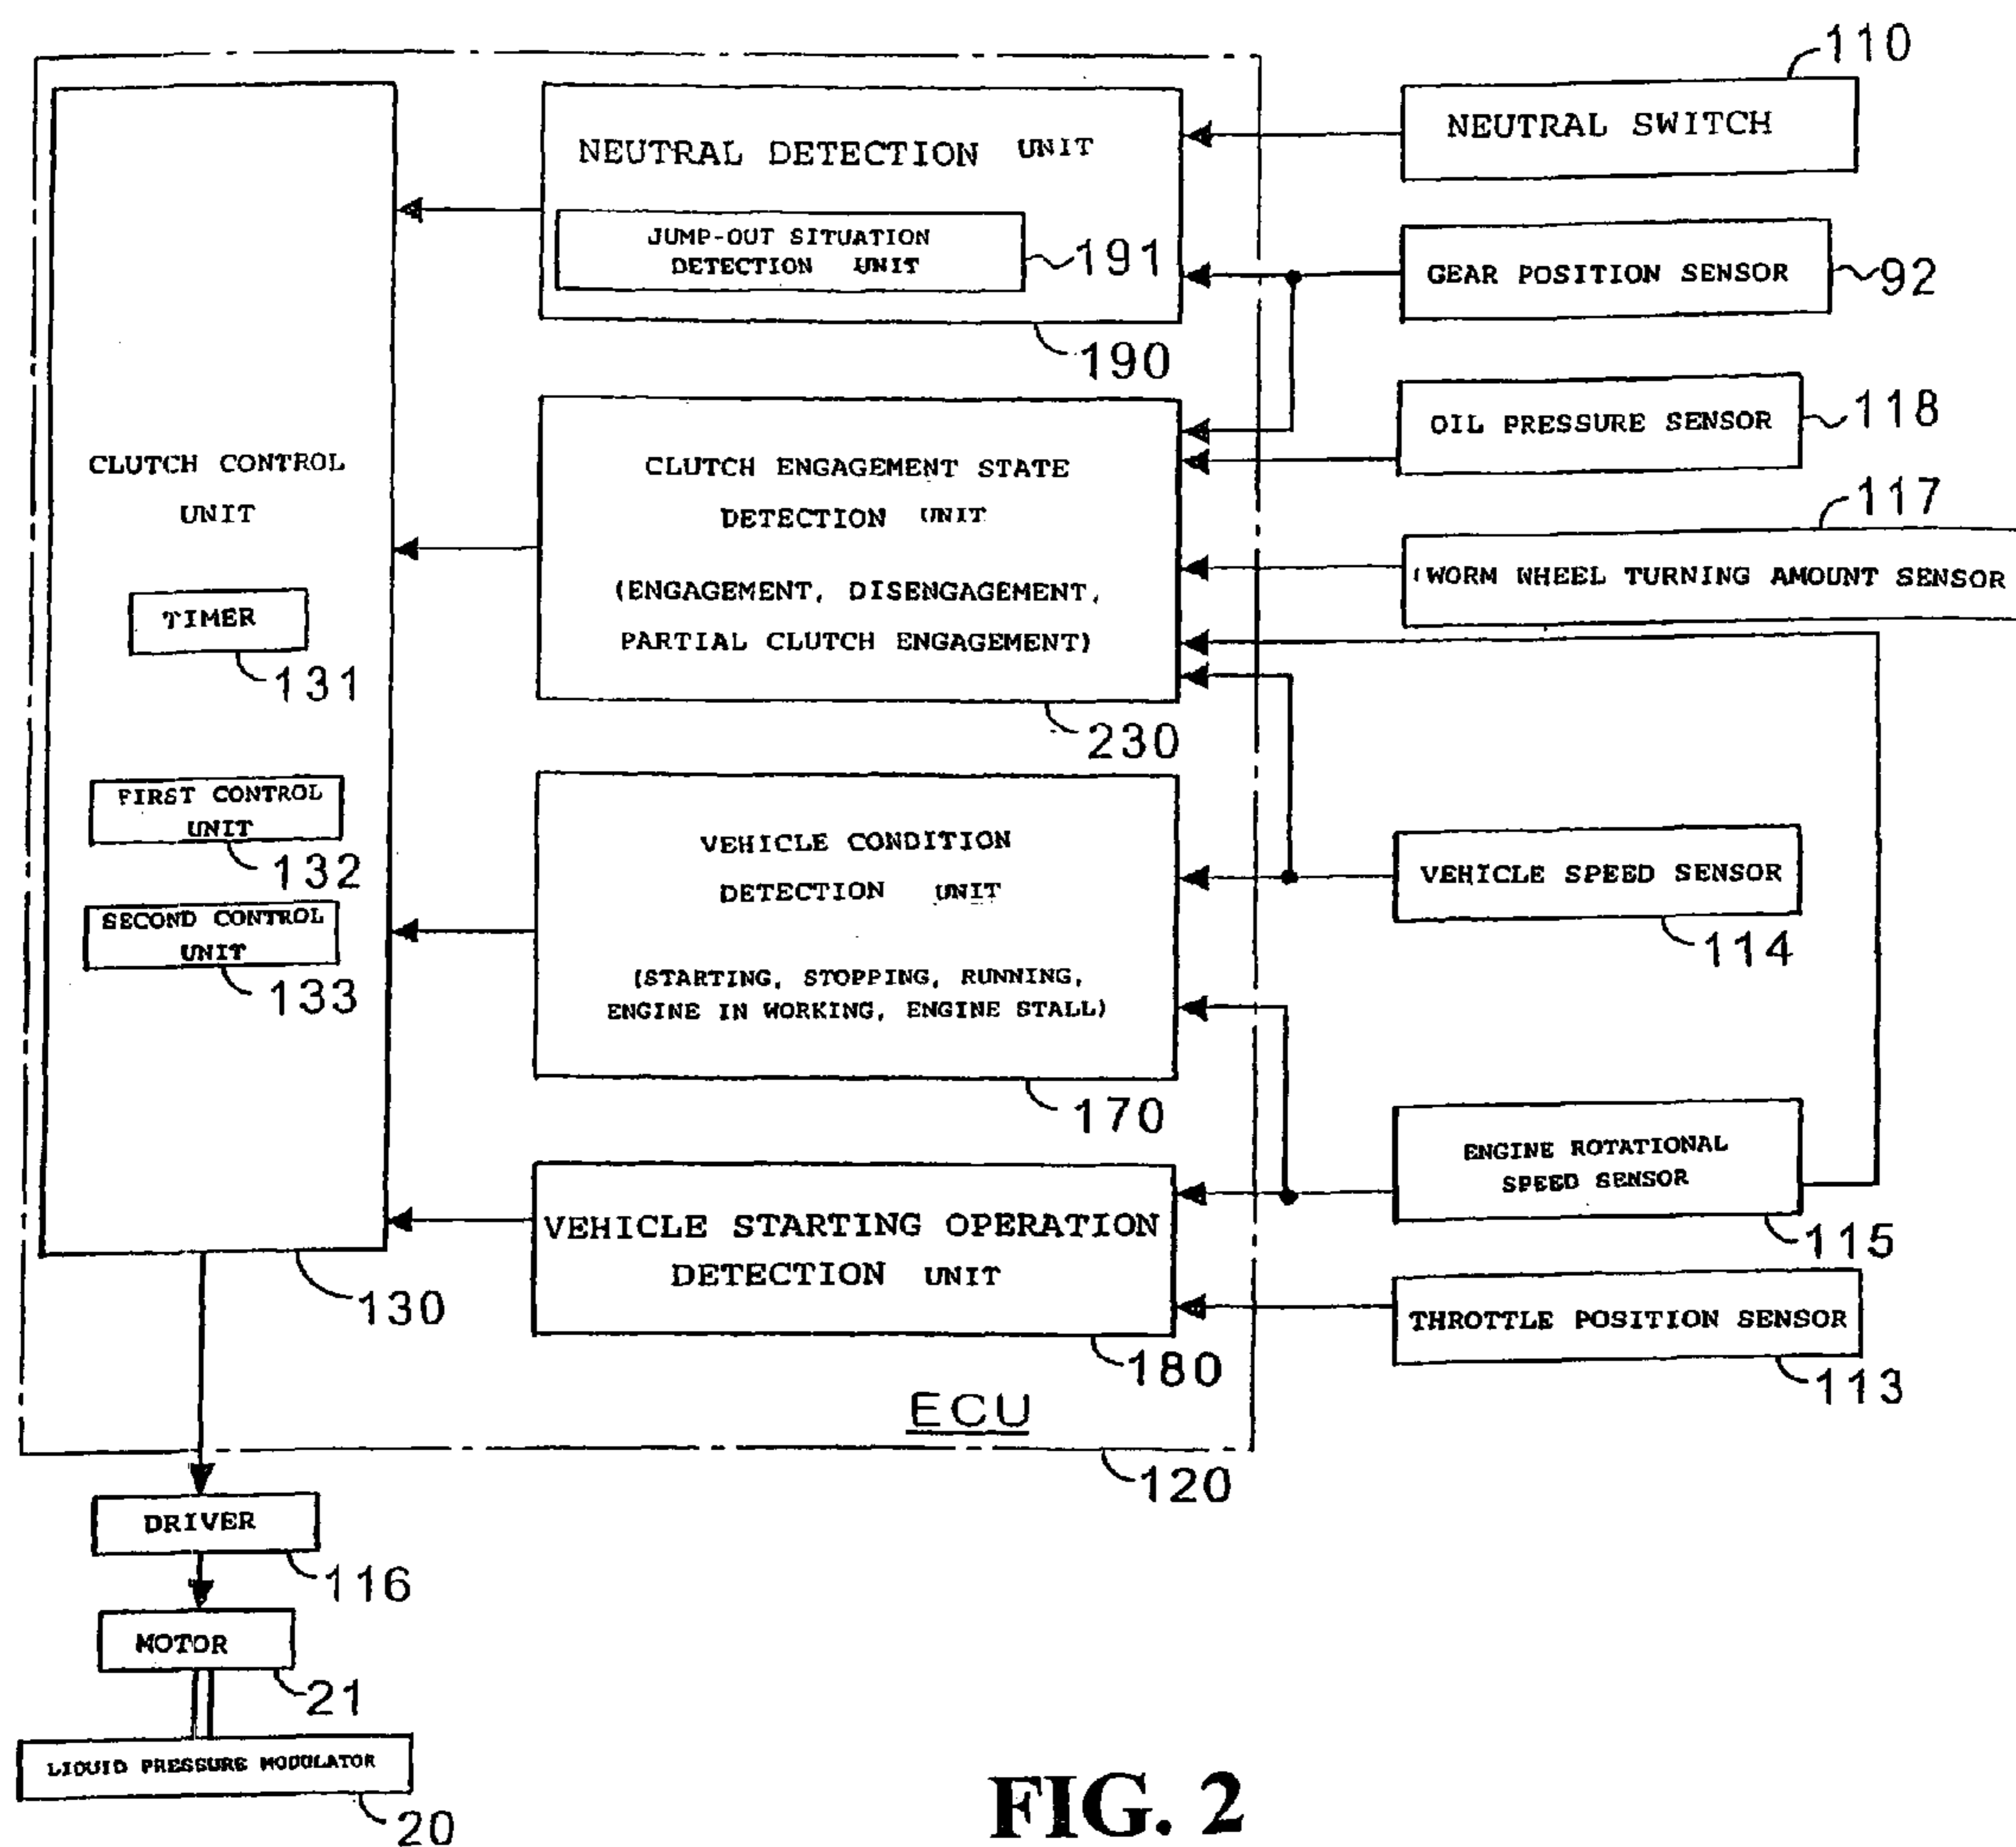 110
NEUTRAL SWITCH
NEUTRAL DETECTION UNIT
JUMP-OUT SITUATION
DETECTION UNIT
191
190
GEAR POSITION SENSOR
92
OIL PRESSURE SENSOR
118
CLUTCH CONTROL
UNIT
CLUTCH ENGAGEMENT STATE
DETECTION UNIT
(ENGAGEMENT, DISENGAGEMENT,
PARTIAL CLUTCH ENGAGEMENT)
230
117
WORM WHEEL TURNING AMOUNT SENSOR
TIMER
131
FIRST CONTROL
UNIT
132
SECOND CONTROL
UNIT
133
VEHICLE CONDITION
DETECTION UNIT
(STARTING, STOPPING, RUNNING,
ENGINE IN WORKING, ENGINE STALL)
170
VEHICLE SPEED SENSOR
114
ENGINE ROTATIONAL
SPEED SENSOR
115
VEHICLE STARTING OPERATION
DETECTION UNIT
180
THROTTLE POSITION SENSOR
113
130
ECU
120
DRIVER
116
MOTOR
21
LIQUID PRESSURE MODULATOR
20
FIG. 2